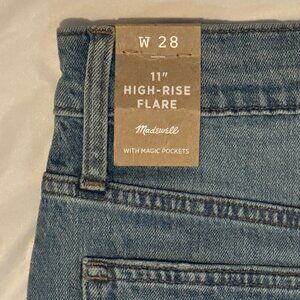 W 28
11"
HIGH-RISE
FLARE
Madewell
WITH MAGIC POCKETS